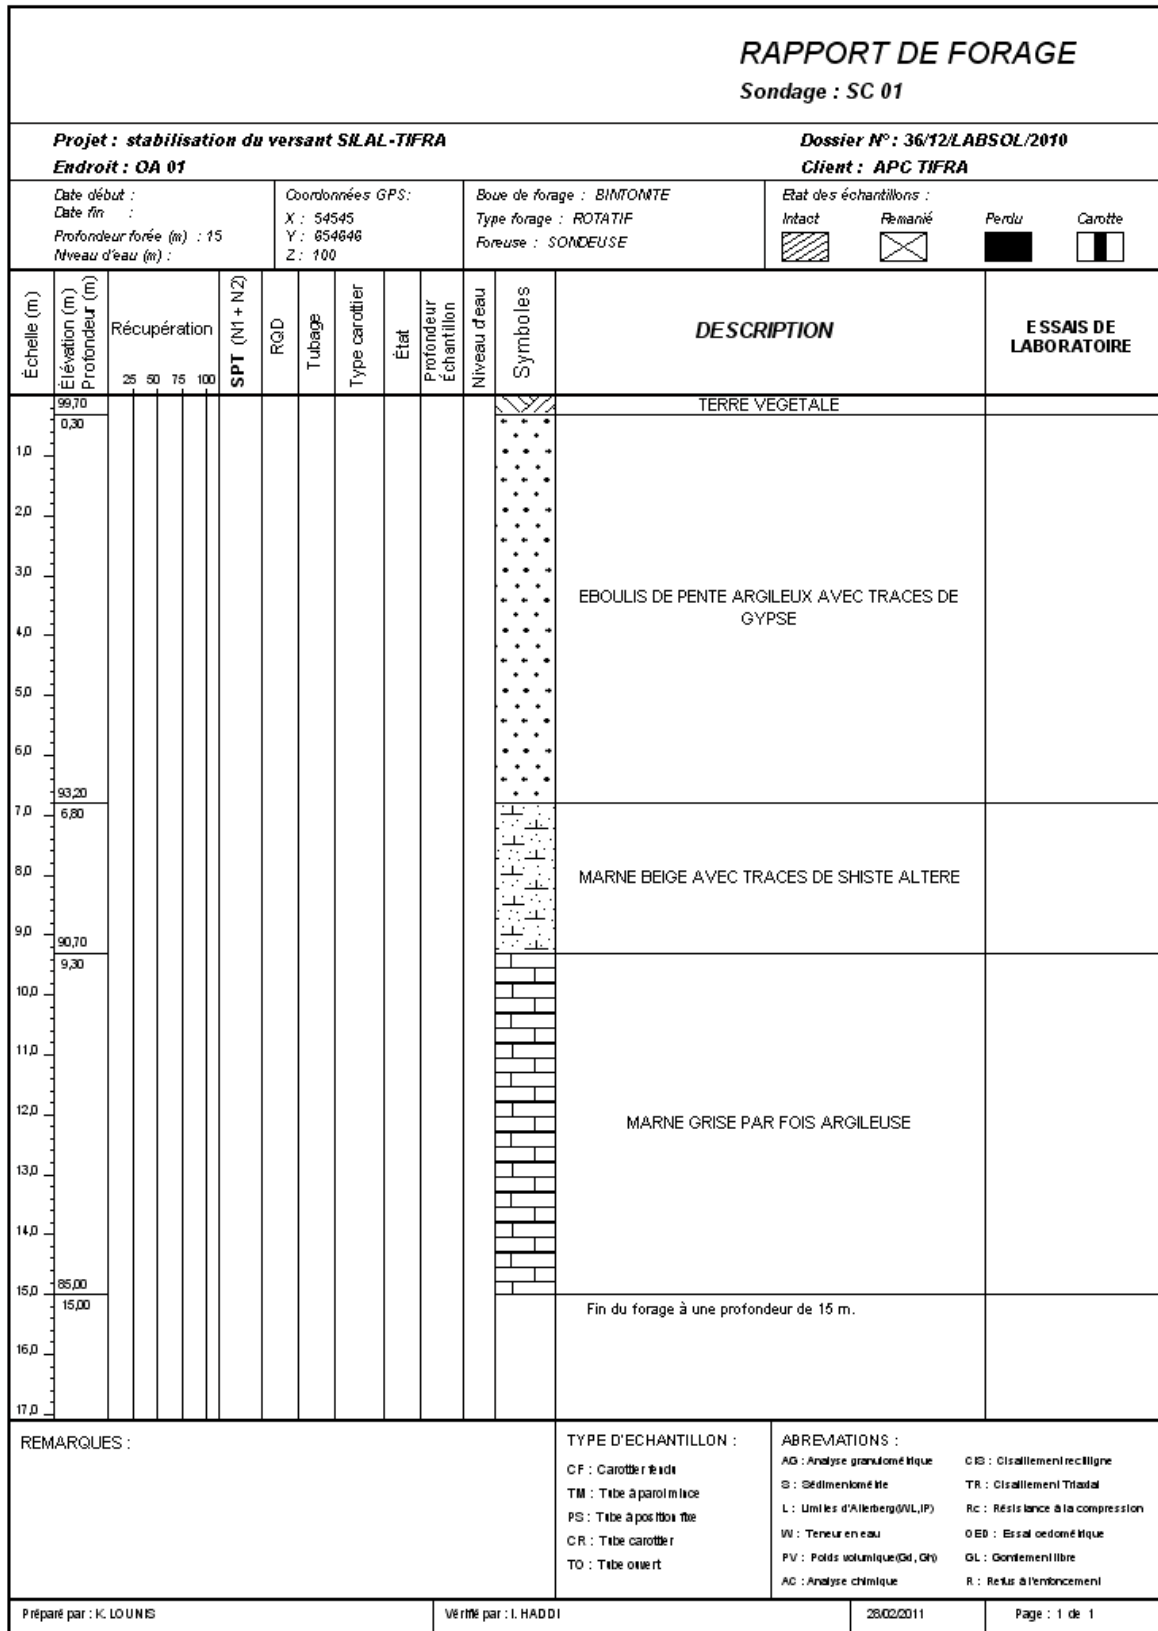 RAPPORT DE FORAGE
Sondage : SC 01
Projet : stabilisation du versant SILAL-TIFRA
Dossier N° : 36/12/LABSOL/2010
Endroit : OA 01
Client : APC TIFRA
Date début :
Date fin :
Profondeur forée (m) : 15
Niveau d'eau (m) :
Coordonnées GPS:
X : 54545
Y : 654646
Z : 100
Boue de forage : BINTONITE
Type forage : ROTATIF
Foreuse : SONDEUSE
Etat des échantillons :
Intact Remanié Perdu Carotte
Échelle (m)
Élévation (m)
Profondeur (m)
Récupération
25 50 75 100
SPT (N1 + N2)
RQD
Tubage
Type carottier
État
Profondeur
Échantillon
Niveau d'eau
Symboles
DESCRIPTION
ESSAIS DE
LABORATOIRE
99,70
TERRE VEGETALE
0,30
1,0
2,0
3,0
EBOULIS DE PENTE ARGILEUX AVEC TRACES DE
GYPSE
4,0
5,0
6,0
93,20
7,0
6,80
8,0
MARNE BEIGE AVEC TRACES DE SHISTE ALTERE
9,0
90,70
9,30
10,0
11,0
12,0
MARNE GRISE PAR FOIS ARGILEUSE
13,0
14,0
85,00
15,0
15,00
Fin du forage à une profondeur de 15 m.
16,0
17,0
REMARQUES :
TYPE D'ECHANTILLON :
CF : Carottier fendu
TM : Tube à paroi mince
PS : Tube à position fixe
CR : Tube carottier
TO : Tube ouvert
ABREVIATIONS :
AG : Analyse granulométrique
S : Sédimentométrie
L : Limites d'Atterberg(WL,IP)
W : Teneur en eau
PV : Poids volumique(Gd, Gh)
AC : Analyse chimique
CIS : Cisaillement rectiligne
TR : Cisaillement Triaxial
Rc : Résistance à la compression
OED : Essai oedométrique
GL : Gonflement libre
R : Refus à l'enfoncement
Préparé par : K. LOUNIS
Vérifié par : I. HADDI
28/02/2011
Page : 1 de 1